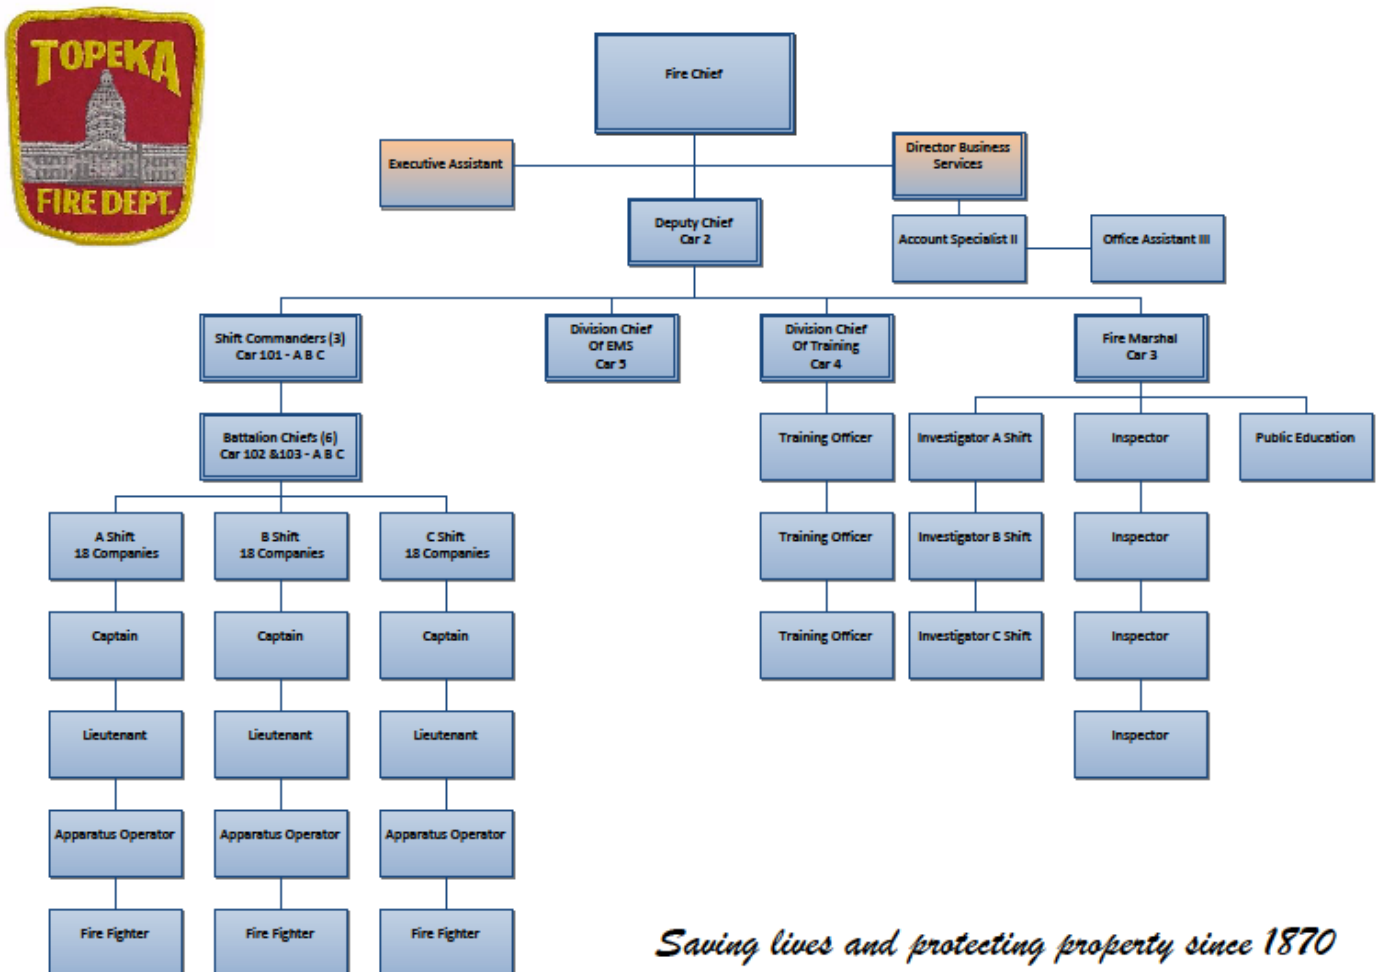 TOPEKA
FIRE DEPT.
Fire Chief
Executive Assistant
Director Business
Services
Deputy Chief
Car 2
Account Specialist II
Office Assistant III
Shift Commanders (3)
Car 101 - A B C
Division Chief
Of EMS
Car 5
Division Chief
Of Training
Car 4
Fire Marshal
Car 3
Battalion Chiefs (6)
Car 102 &103 - A B C
Training Officer
Investigator A Shift
Inspector
Public Education
A Shift
18 Companies
B Shift
18 Companies
C Shift
18 Companies
Training Officer
Investigator B Shift
Inspector
Captain
Captain
Captain
Training Officer
Investigator C Shift
Inspector
Lieutenant
Lieutenant
Lieutenant
Inspector
Apparatus Operator
Apparatus Operator
Apparatus Operator
Fire Fighter
Fire Fighter
Fire Fighter
Saving lives and protecting property since 1870